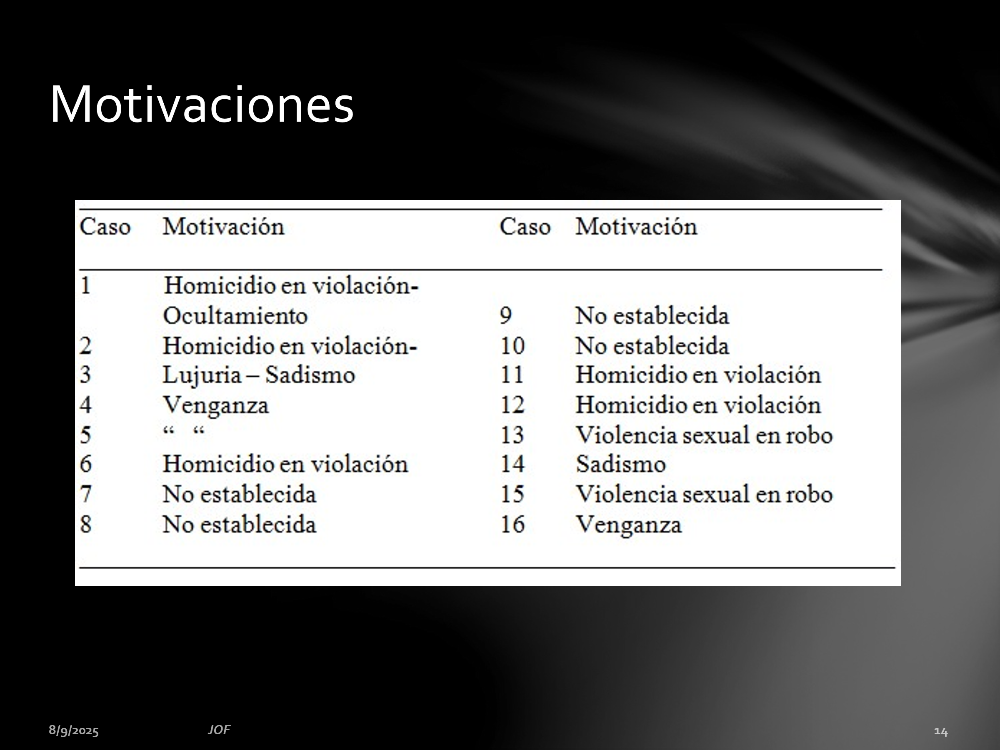 Motivaciones
Caso Motivación Caso Motivación
1 Homicidio en violación-
Ocultamiento 9 No establecida
2 Homicidio en violación- 10 No establecida
3 Lujuria – Sadismo 11 Homicidio en violación
4 Venganza 12 Homicidio en violación
5 “ “ 13 Violencia sexual en robo
6 Homicidio en violación 14 Sadismo
7 No establecida 15 Violencia sexual en robo
8 No establecida 16 Venganza
8/9/2025 JOF 14